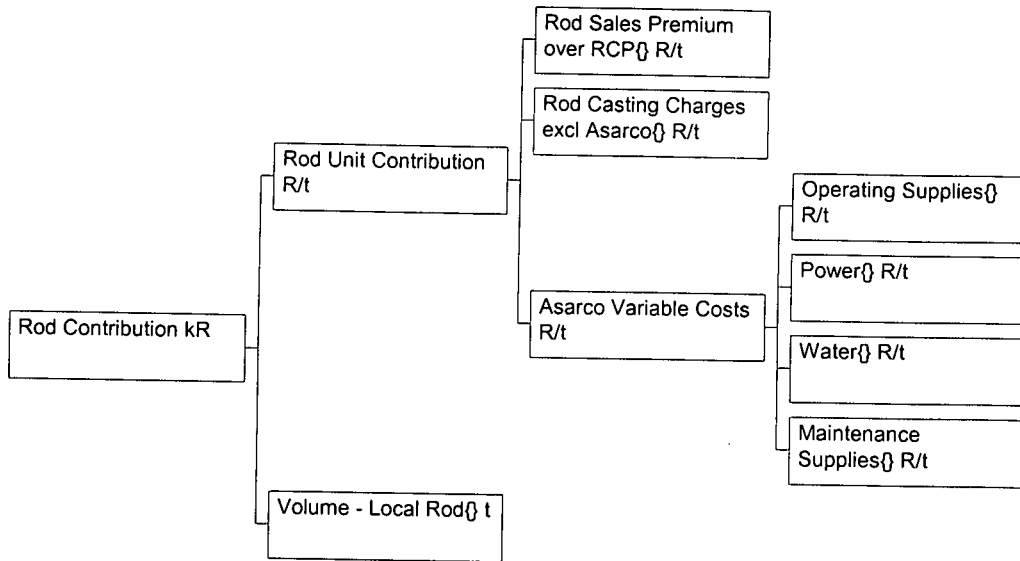 Rod Sales Premium
over RCP{} R/t
Rod Casting Charges
excl Asarco{} R/t
Rod Unit Contribution
R/t
Operating Supplies{}
R/t
Power{} R/t
Rod Contribution kR
Asarco Variable Costs
R/t
Water{} R/t
Maintenance
Supplies{} R/t
Volume - Local Rod{} t